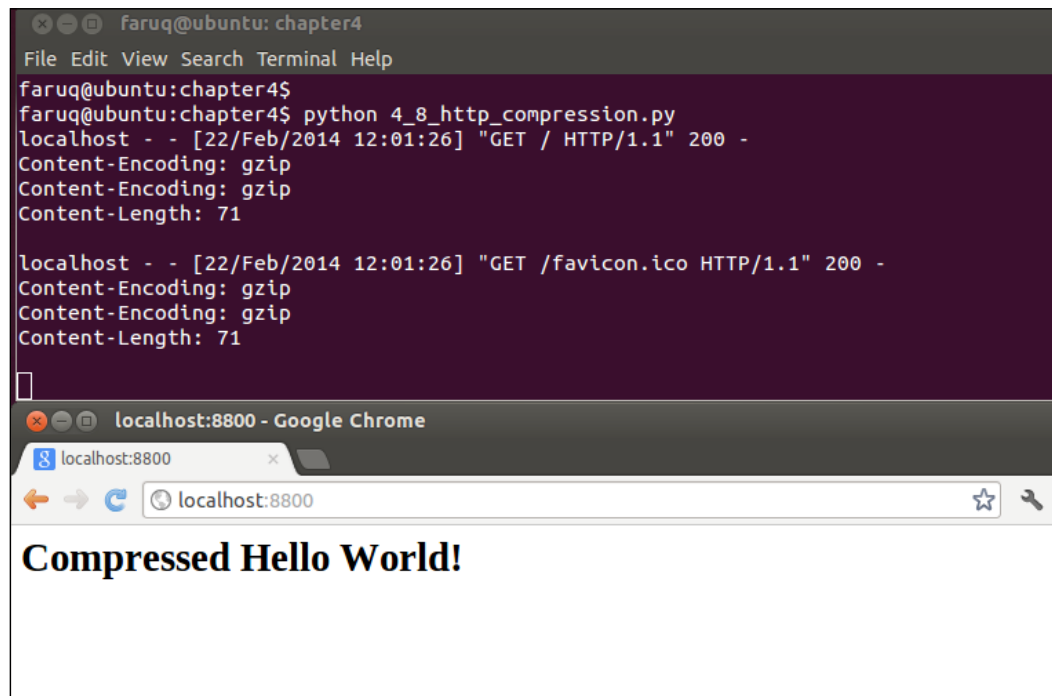 faruq@ubuntu: chapter4
File Edit View Search Terminal Help
faruq@ubuntu:chapter4$
faruq@ubuntu:chapter4$ python 4_8_http_compression.py
localhost - - [22/Feb/2014 12:01:26] "GET / HTTP/1.1" 200 -
Content-Encoding: gzip
Content-Encoding: gzip
Content-Length: 71
localhost - - [22/Feb/2014 12:01:26] "GET /favicon.ico HTTP/1.1" 200 -
Content-Encoding: gzip
Content-Encoding: gzip
Content-Length: 71
localhost:8800 - Google Chrome
8 localhost:8800
localhost:8800
Compressed Hello World!